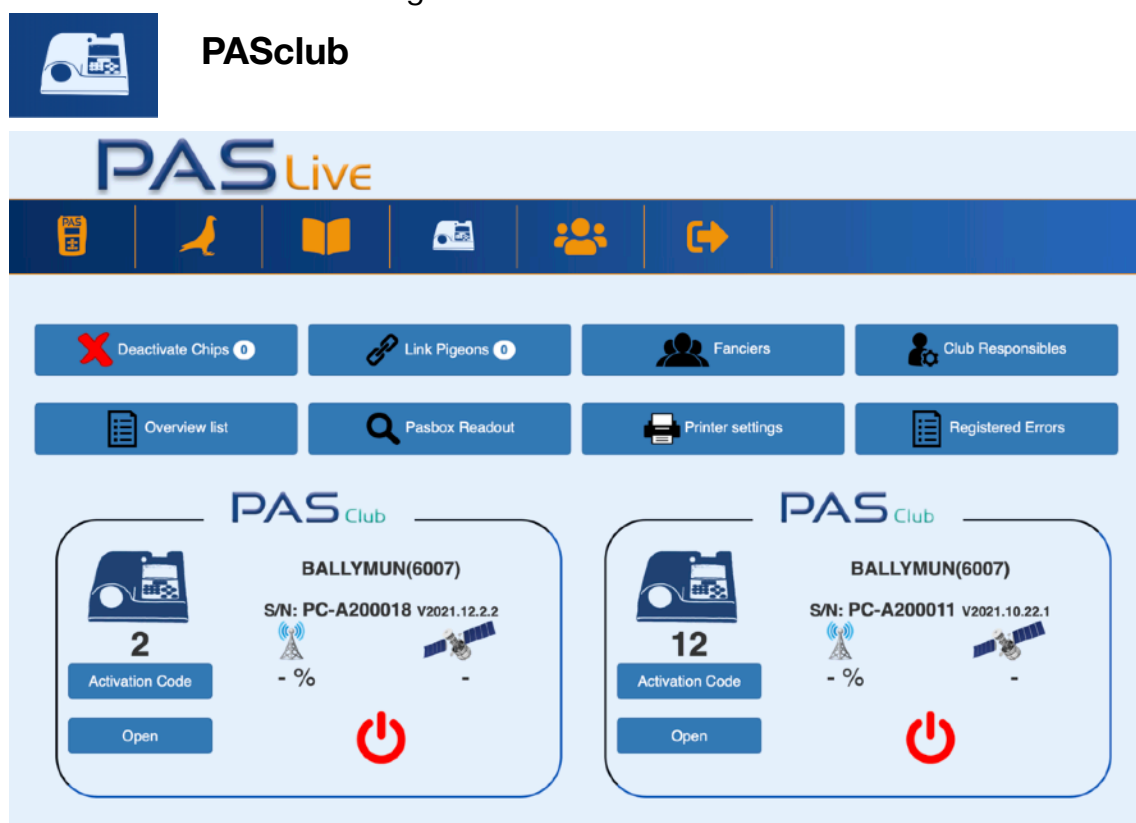 PASclub
PAS Live
PAS
Deactivate Chips 0
Link Pigeons 0
Fanciers
Club Responsibles
Overview list
Pasbox Readout
Printer settings
Registered Errors
PAS Club
BALLYMUN(6007)
S/N: PC-A200018 V2021.12.2.2
2
- %
-
Activation Code
Open
PAS Club
BALLYMUN(6007)
S/N: PC-A200011 V2021.10.22.1
12
- %
-
Activation Code
Open